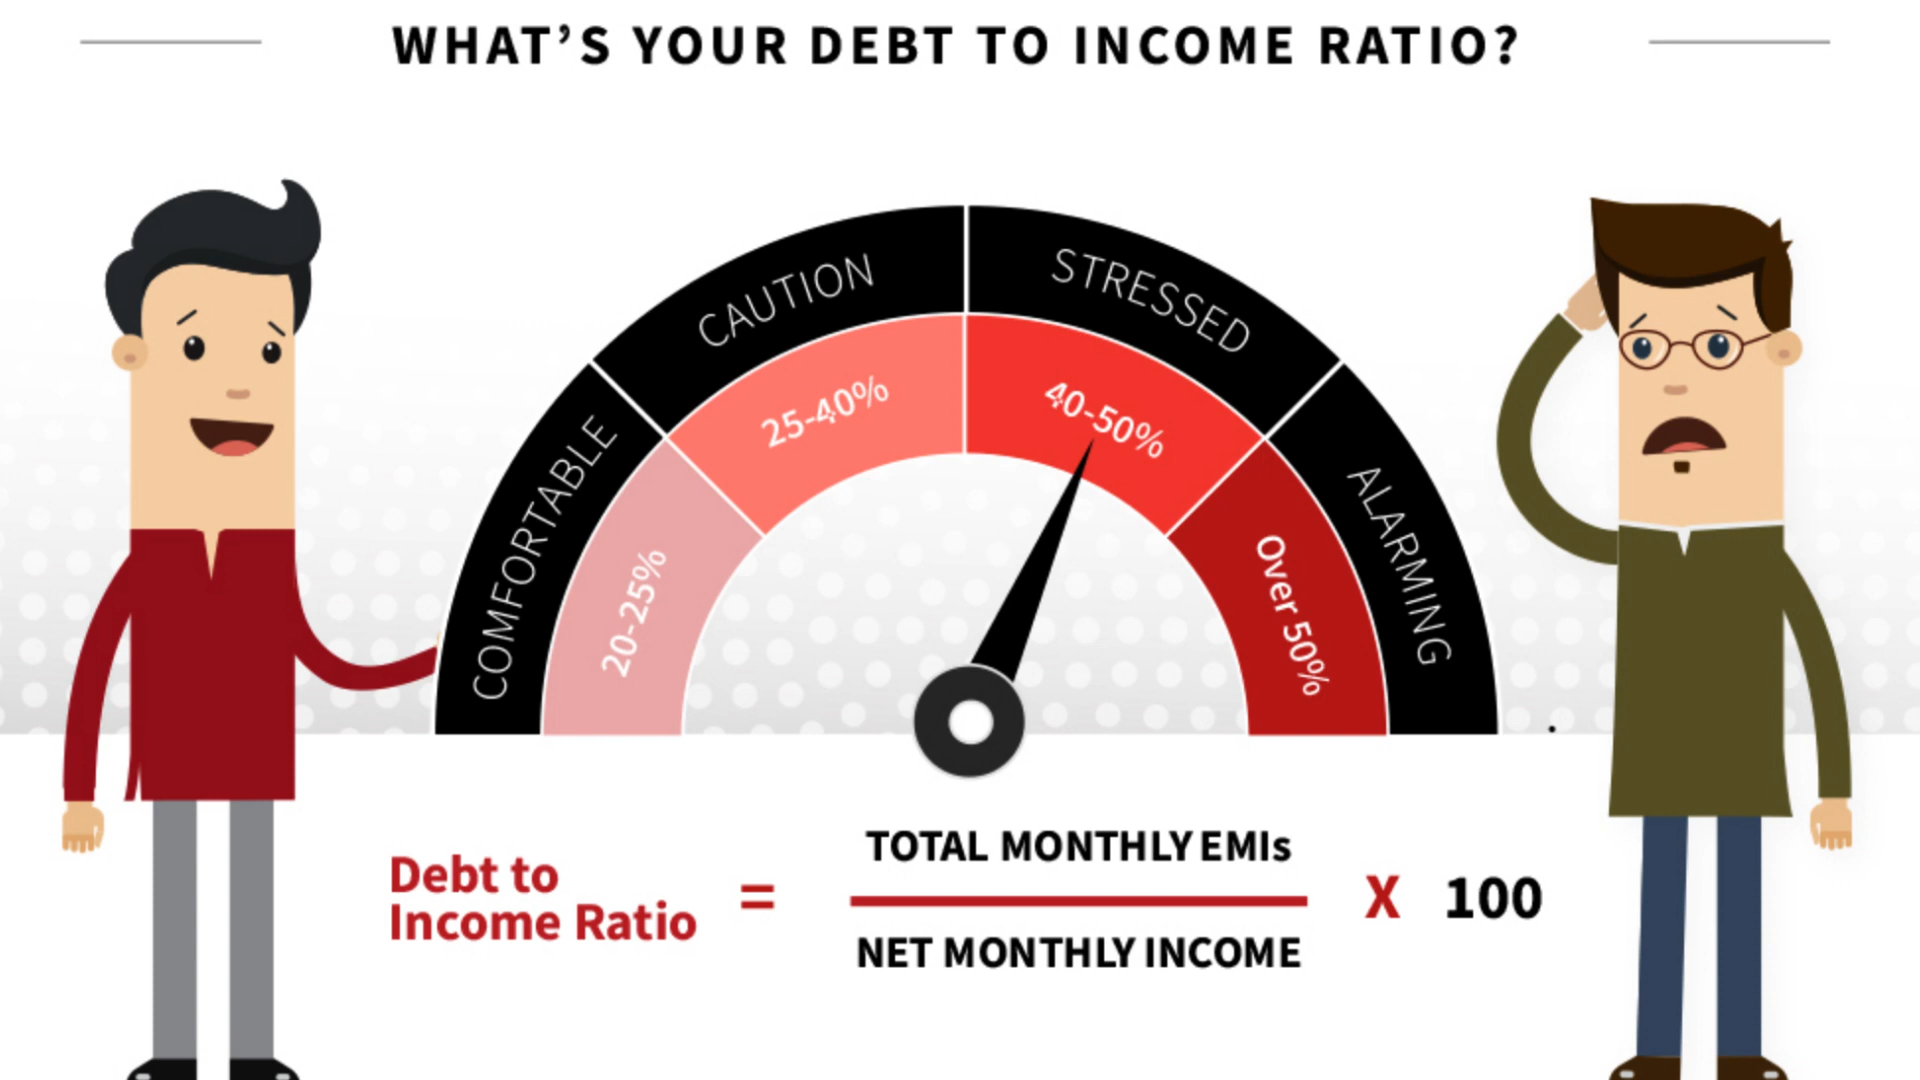 WHAT’S YOUR DEBT TO INCOME RATIO?
COMFORTABLE
CAUTION
STRESSED
ALARMING
20-25%
25-40%
40-50%
Over 50%
Debt to
Income Ratio
=
TOTAL MONTHLY EMIs
NET MONTHLY INCOME
X 100